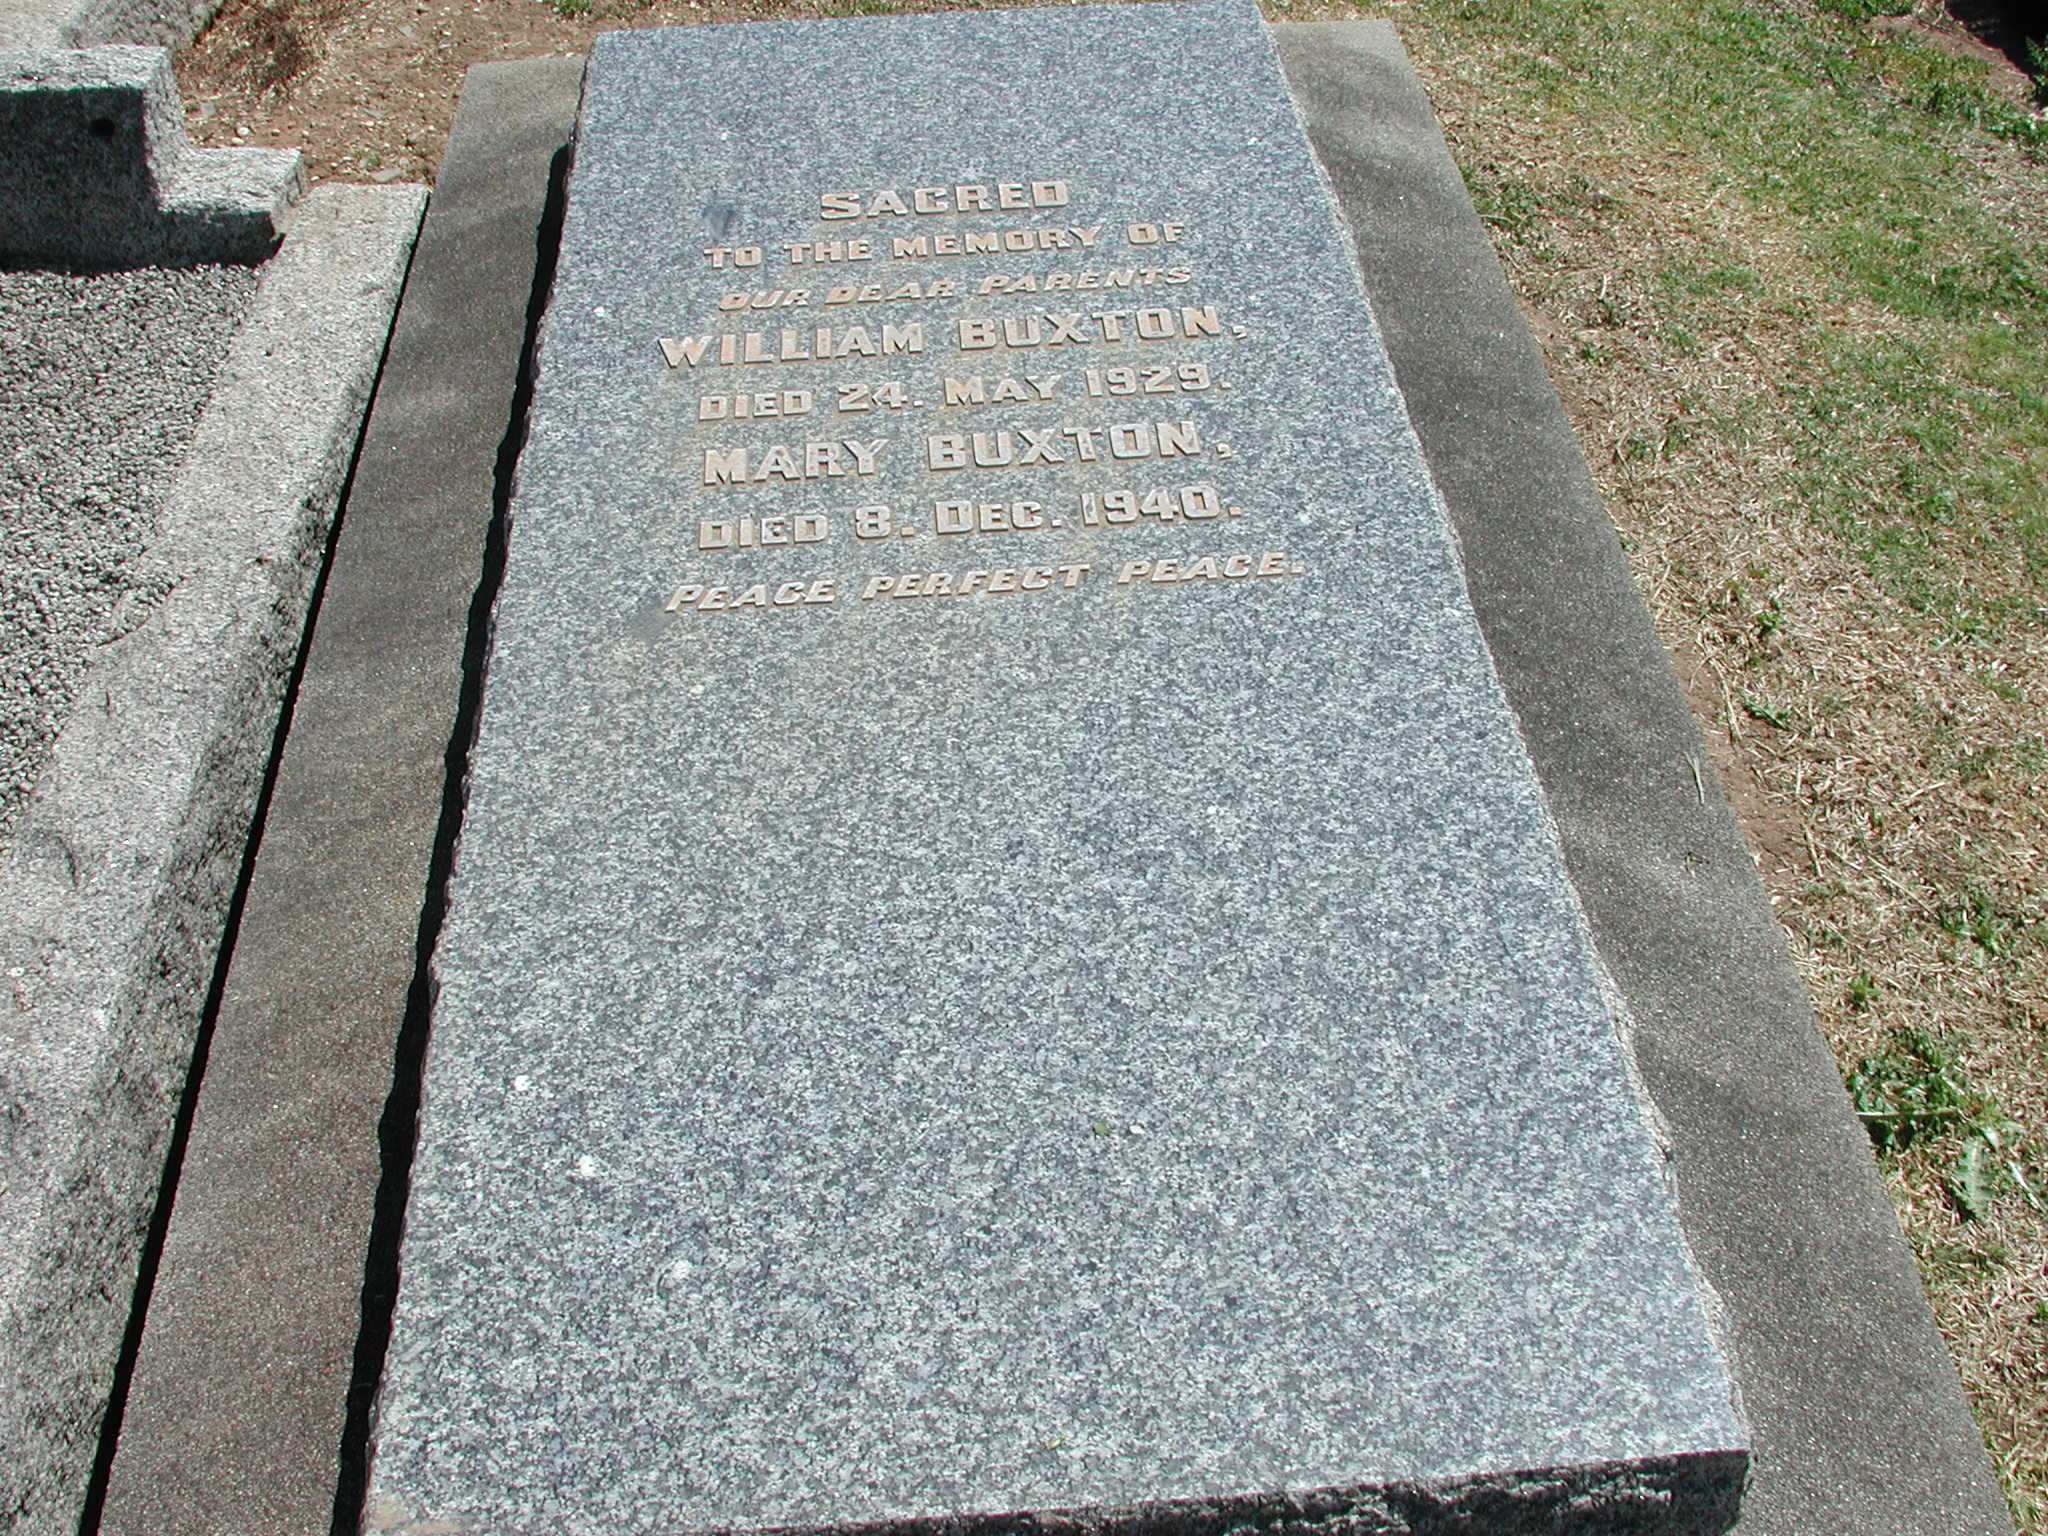 SACRED
TO THE MEMORY OF
OUR DEAR PARENTS
WILLIAM BUXTON,
DIED 24. MAY 1929.
MARY BUXTON,
DIED 8. DEC. 1940.
PEACE PERFECT PEACE.